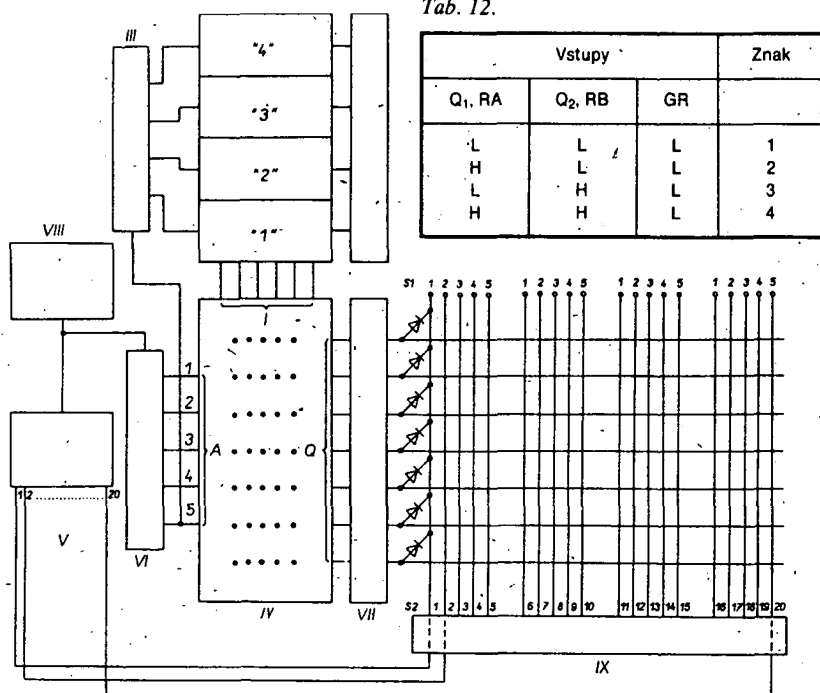 Tab. 12.
Vstupy Znak
Q₁, RA Q₂, RB GR
L L L 1
H L L 2
L H L 3
H H L 4
III
"4"
"3"
"2"
"1"
VIII
I
S1 1 2 3 4 5 1 2 3 4 5 1 2 3 4 5 1 2 3 4 5
1
2
3
4
5
A
Q
1 2 20
V
VI
IV
VII
S2 1 2 3 4 5 6 7 8 9 10 11 12 13 14 15 16 17 18 19 20
IX